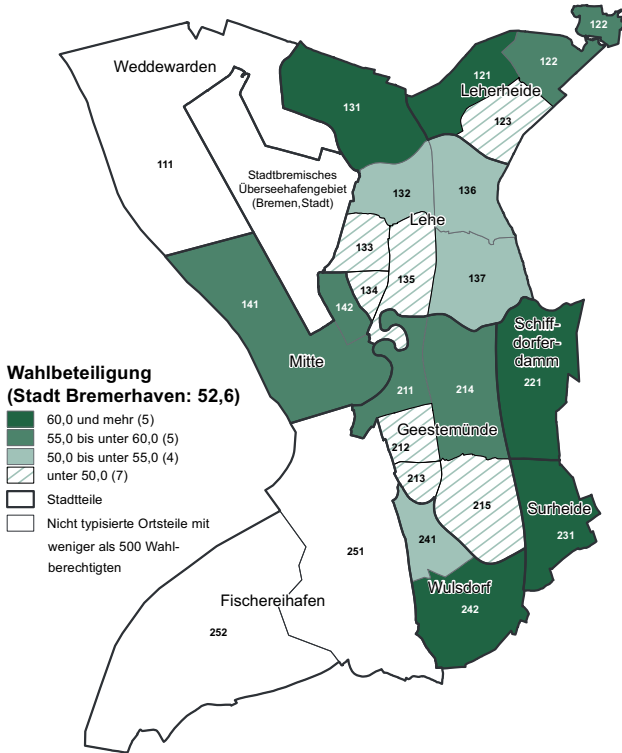 122
122
121
Leherheide
123
Weddewarden
131
111
Stadtbremisches
Überseehafengebiet
(Bremen,Stadt)
132
136
Lehe
133
135
134
137
141
142
Mitte
Schiff-
dorfer-
damm
221
211
214
Geestemünde
212
213
215
Surheide
231
241
251
Wulsdorf
242
Fischereihafen
252
Wahlbeteiligung
(Stadt Bremerhaven: 52,6)
60,0 und mehr (5)
55,0 bis unter 60,0 (5)
50,0 bis unter 55,0 (4)
unter 50,0 (7)
Stadtteile
Nicht typisierte Ortsteile mit
weniger als 500 Wahl-
berechtigten